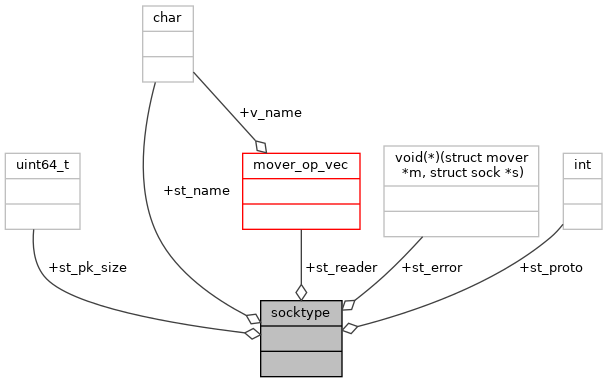 char
+v_name
uint64_t
mover_op_vec
void(*)(struct mover
*m, struct sock *s)
int
+st_name
+st_pk_size
+st_reader
+st_error
+st_proto
socktype